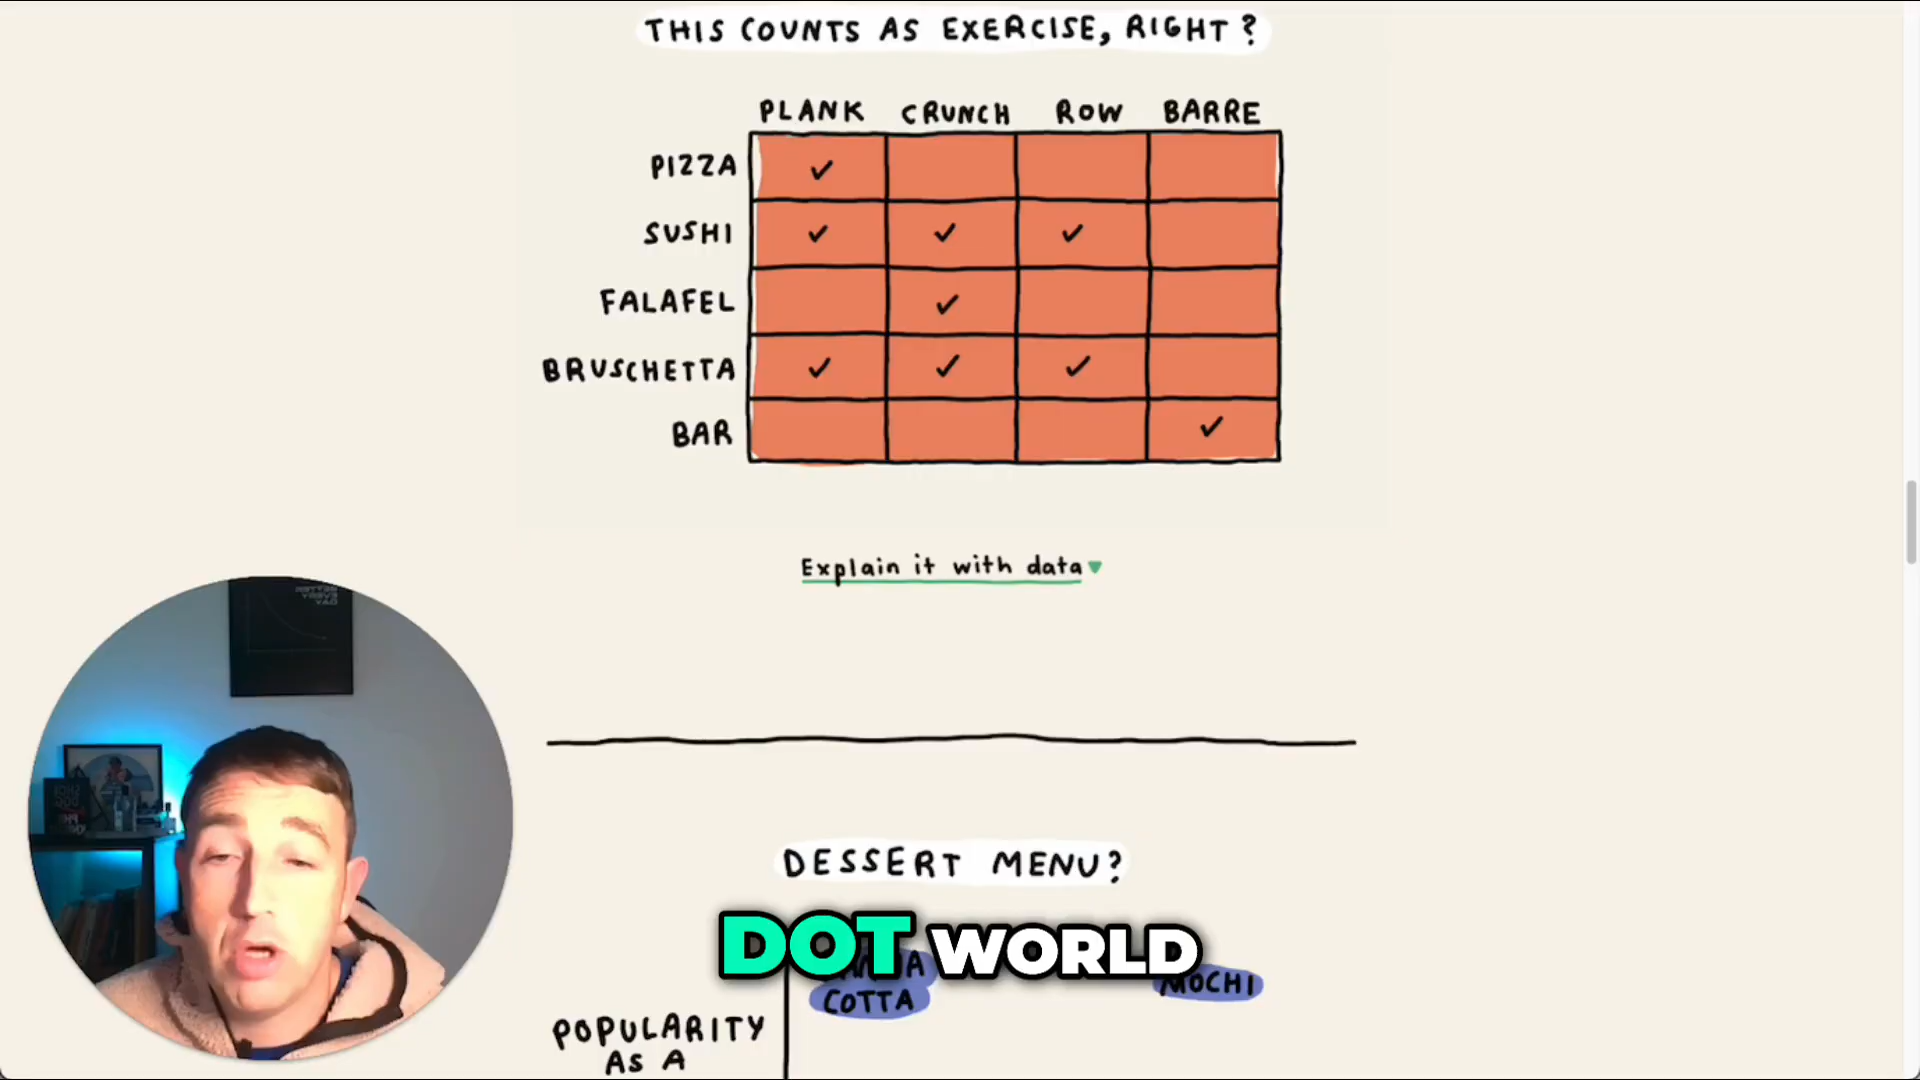 THIS COUNTS AS EXERCISE, RIGHT?
PLANK CRUNCH ROW BARRE
PIZZA ✓
SUSHI ✓ ✓ ✓
FALAFEL ✓
BRUSCHETTA ✓ ✓ ✓
BAR ✓
Explain it with data
DESSERT MENU?
DOT WORLD
COTTA
MOCHI
POPULARITY
AS A